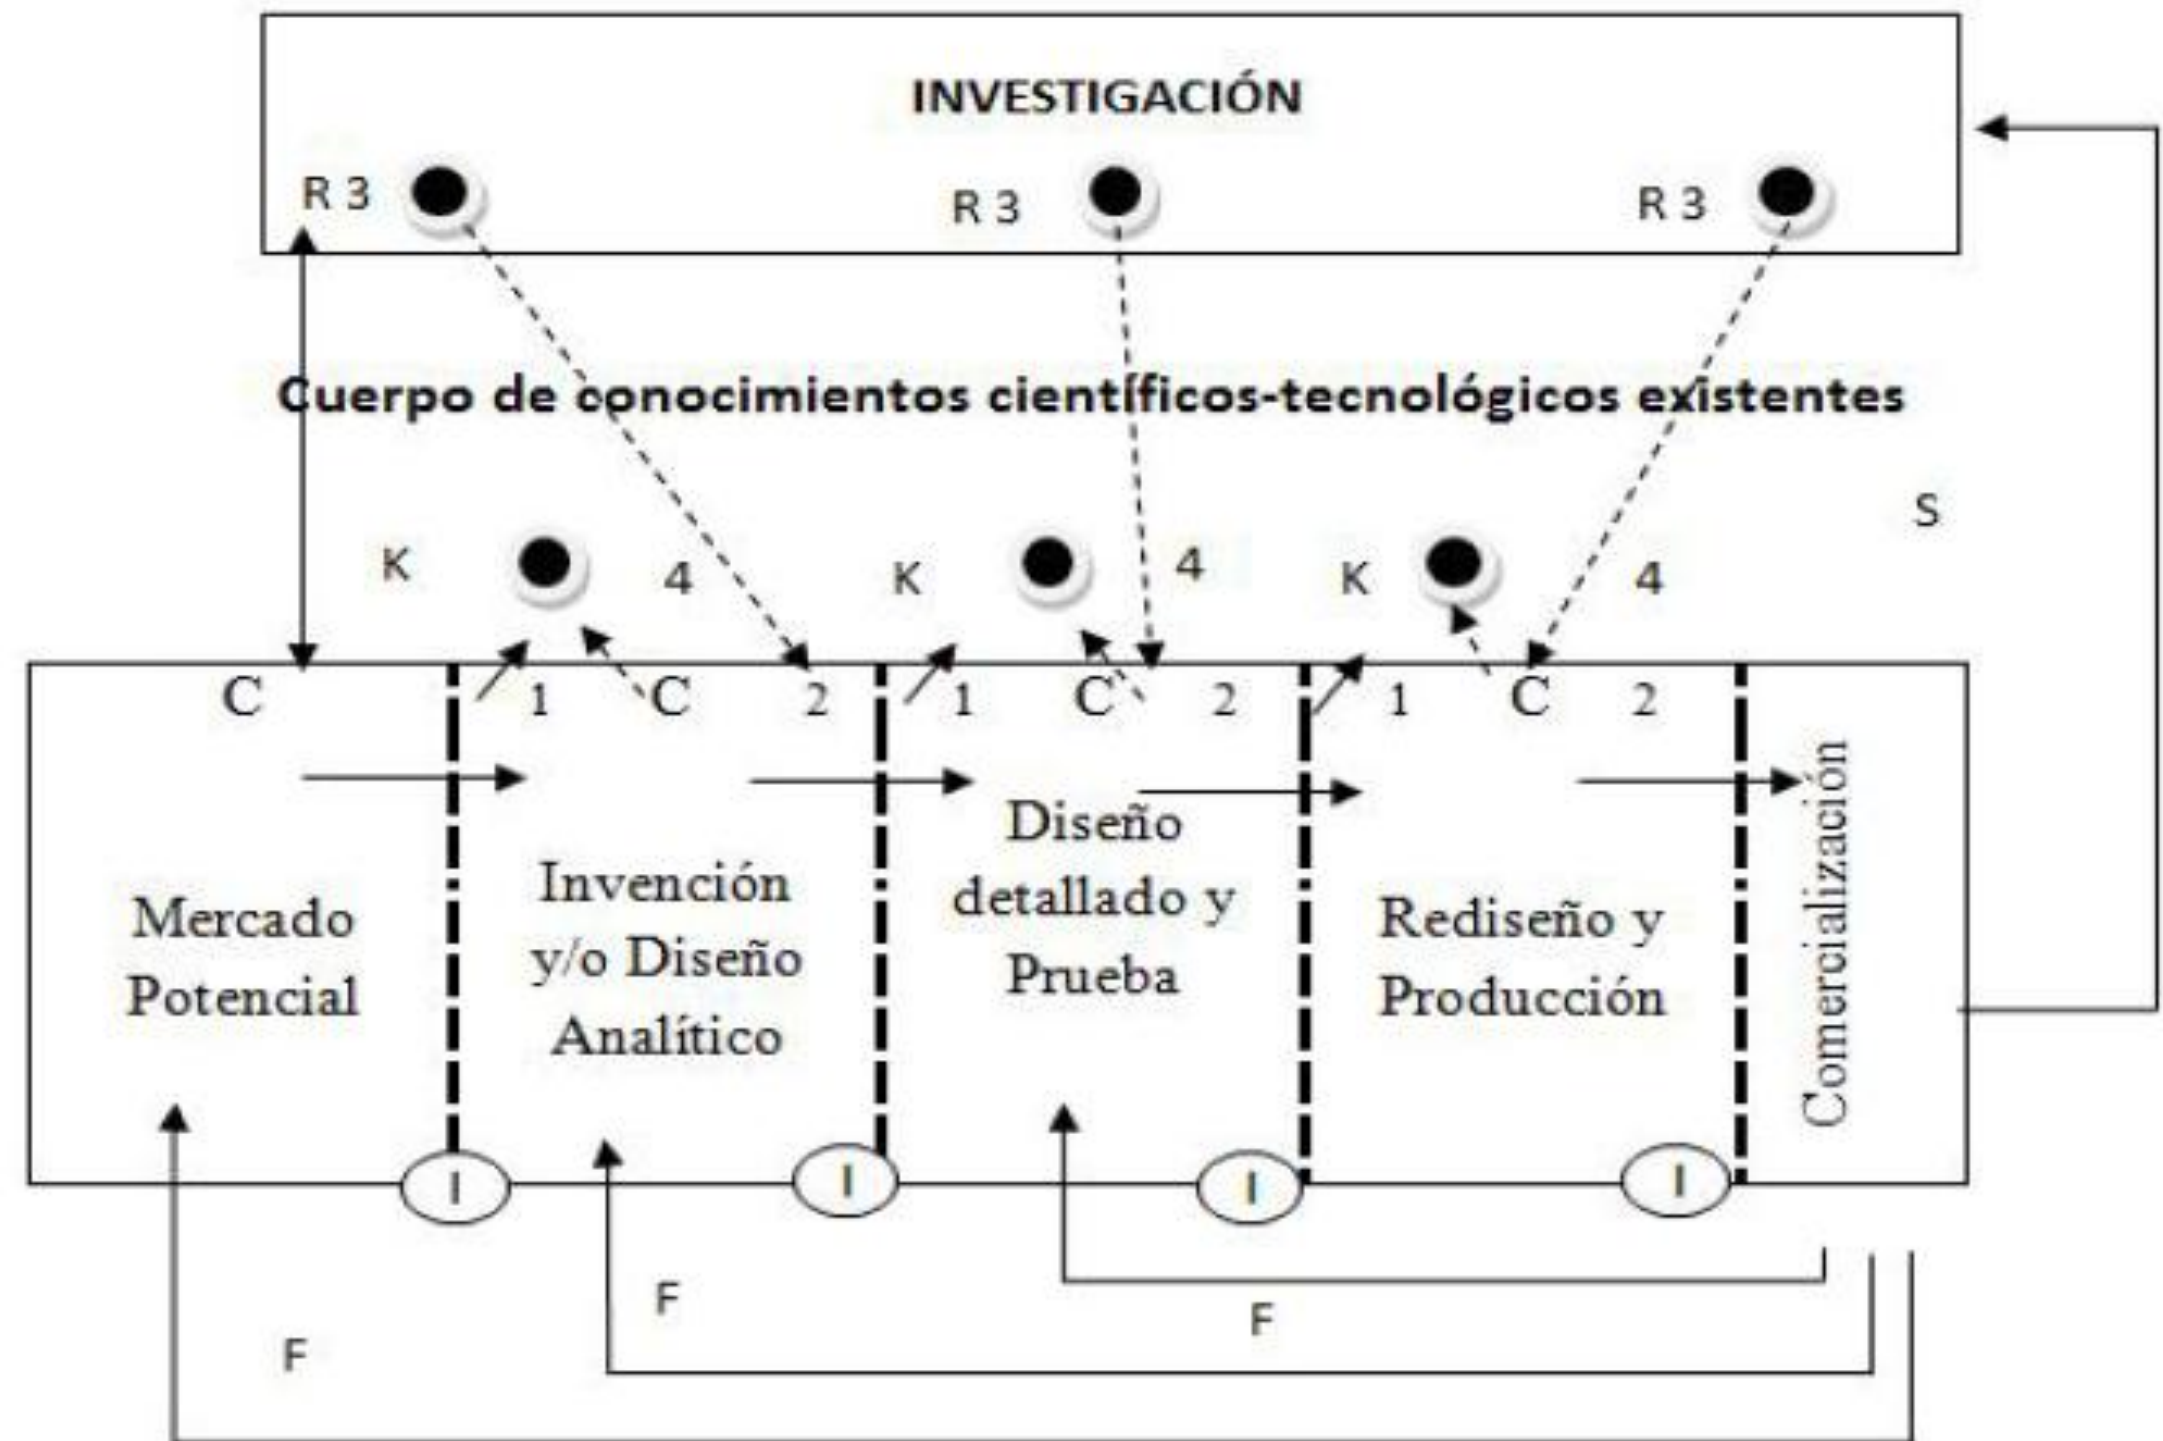 INVESTIGACIÓN
R 3
R 3
R 3
Cuerpo de conocimientos científicos-tecnológicos existentes
S
K
4
K
4
K
4
C
1
C
2
1
C
2
1
C
2
Mercado
Potencial
Invención
y/o Diseño
Analítico
Diseño
detallado y
Prueba
Rediseño y
Producción
Comercialización
I
I
I
I
F
F
F